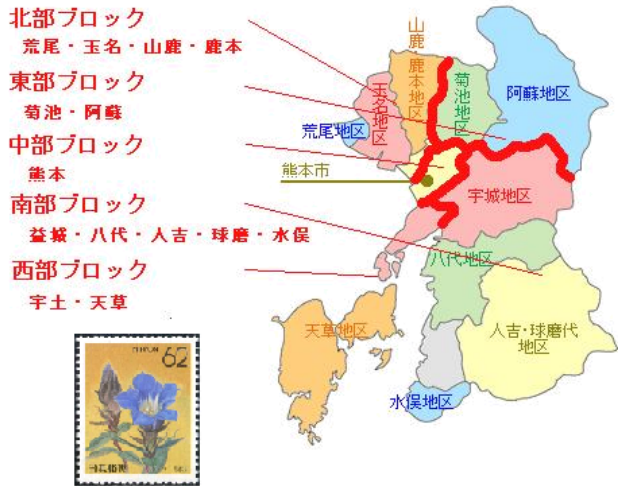 北部ブロック
荒尾・玉名・山鹿・鹿本
東部ブロック
菊池・阿蘇
中部ブロック
熊本
南部ブロック
益城・八代・人吉・球磨・水俣
西部ブロック
宇土・天草
山鹿・鹿本地区
菊池地区
阿蘇地区
玉名地区
荒尾地区
熊本市
宇城地区
八代地区
天草地区
人吉・球磨代
地区
水俣地区
62